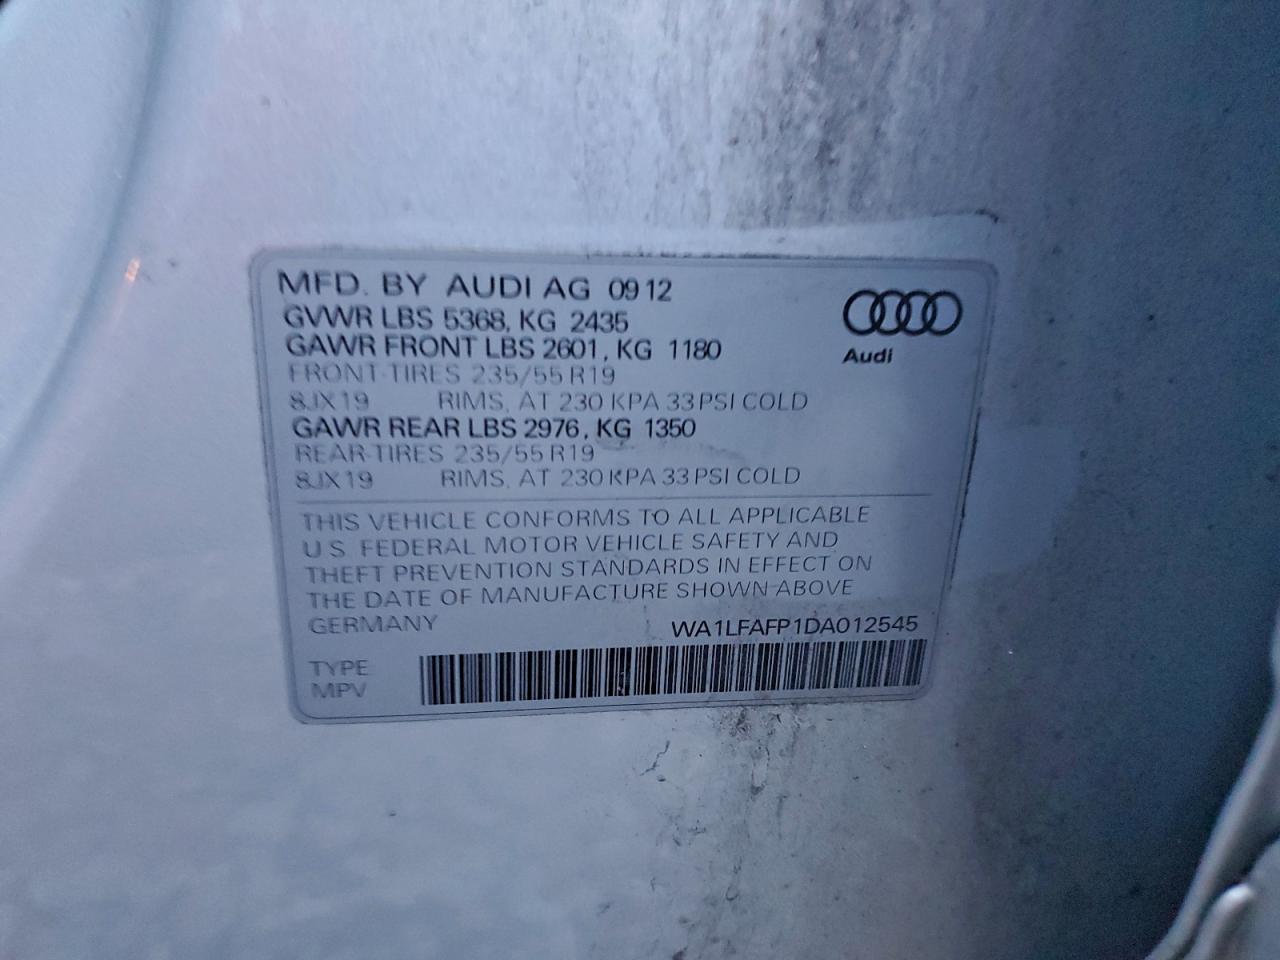 MFD. BY AUDI AG 0912
GVWR LBS 5368, KG 2435
GAWR FRONT LBS 2601, KG 1180
FRONT-TIRES 235/55 R19
8JX19 RIMS, AT 230 KPA 33 PSI COLD
GAWR REAR LBS 2976, KG 1350
REAR-TIRES 235/55 R19
8JX19 RIMS, AT 230 KPA 33 PSI COLD
Audi
THIS VEHICLE CONFORMS TO ALL APPLICABLE
U.S. FEDERAL MOTOR VEHICLE SAFETY AND
THEFT PREVENTION STANDARDS IN EFFECT ON
THE DATE OF MANUFACTURE SHOWN ABOVE
GERMANY WA1LFAFP1DA012545
TYPE
MPV